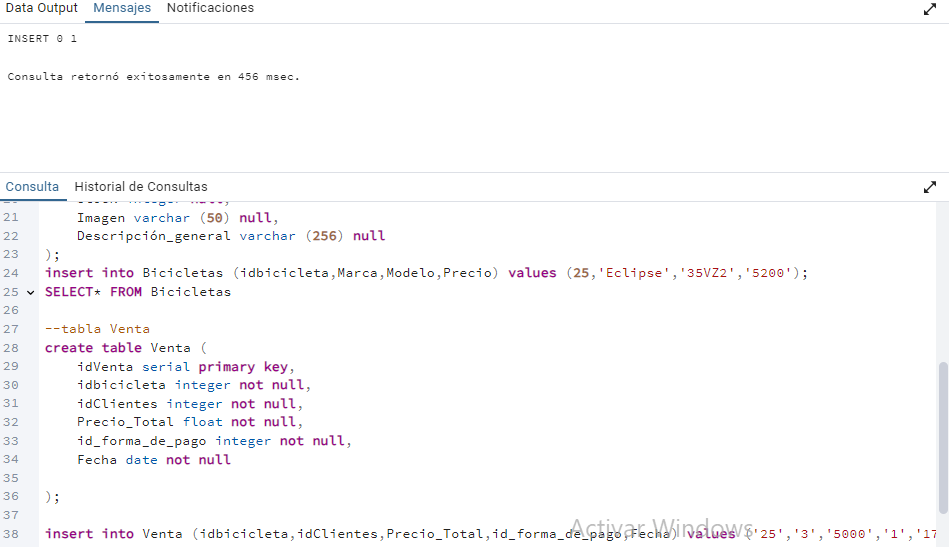 Data Output Mensajes Notificaciones
INSERT 0 1
Consulta retornó exitosamente en 456 msec.
Consulta Historial de Consultas
21 Imagen varchar (50) null,
22 Descripción_general varchar (256) null
23 );
24 insert into Bicicletas (idbicicleta,Marca,Modelo,Precio) values (25,'Eclipse','35VZ2','5200');
25 SELECT* FROM Bicicletas
26
27 --tabla Venta
28 create table Venta (
29 idVenta serial primary key,
30 idbicicleta integer not null,
31 idClientes integer not null,
32 Precio_Total float not null,
33 id_forma_de_pago integer not null,
34 Fecha date not null
35
36 );
37
38 insert into Venta (idbicicleta,idClientes,Precio_Total,id_forma_de_pago,Fecha) values ('25','3','5000','1','17
Activar Windows